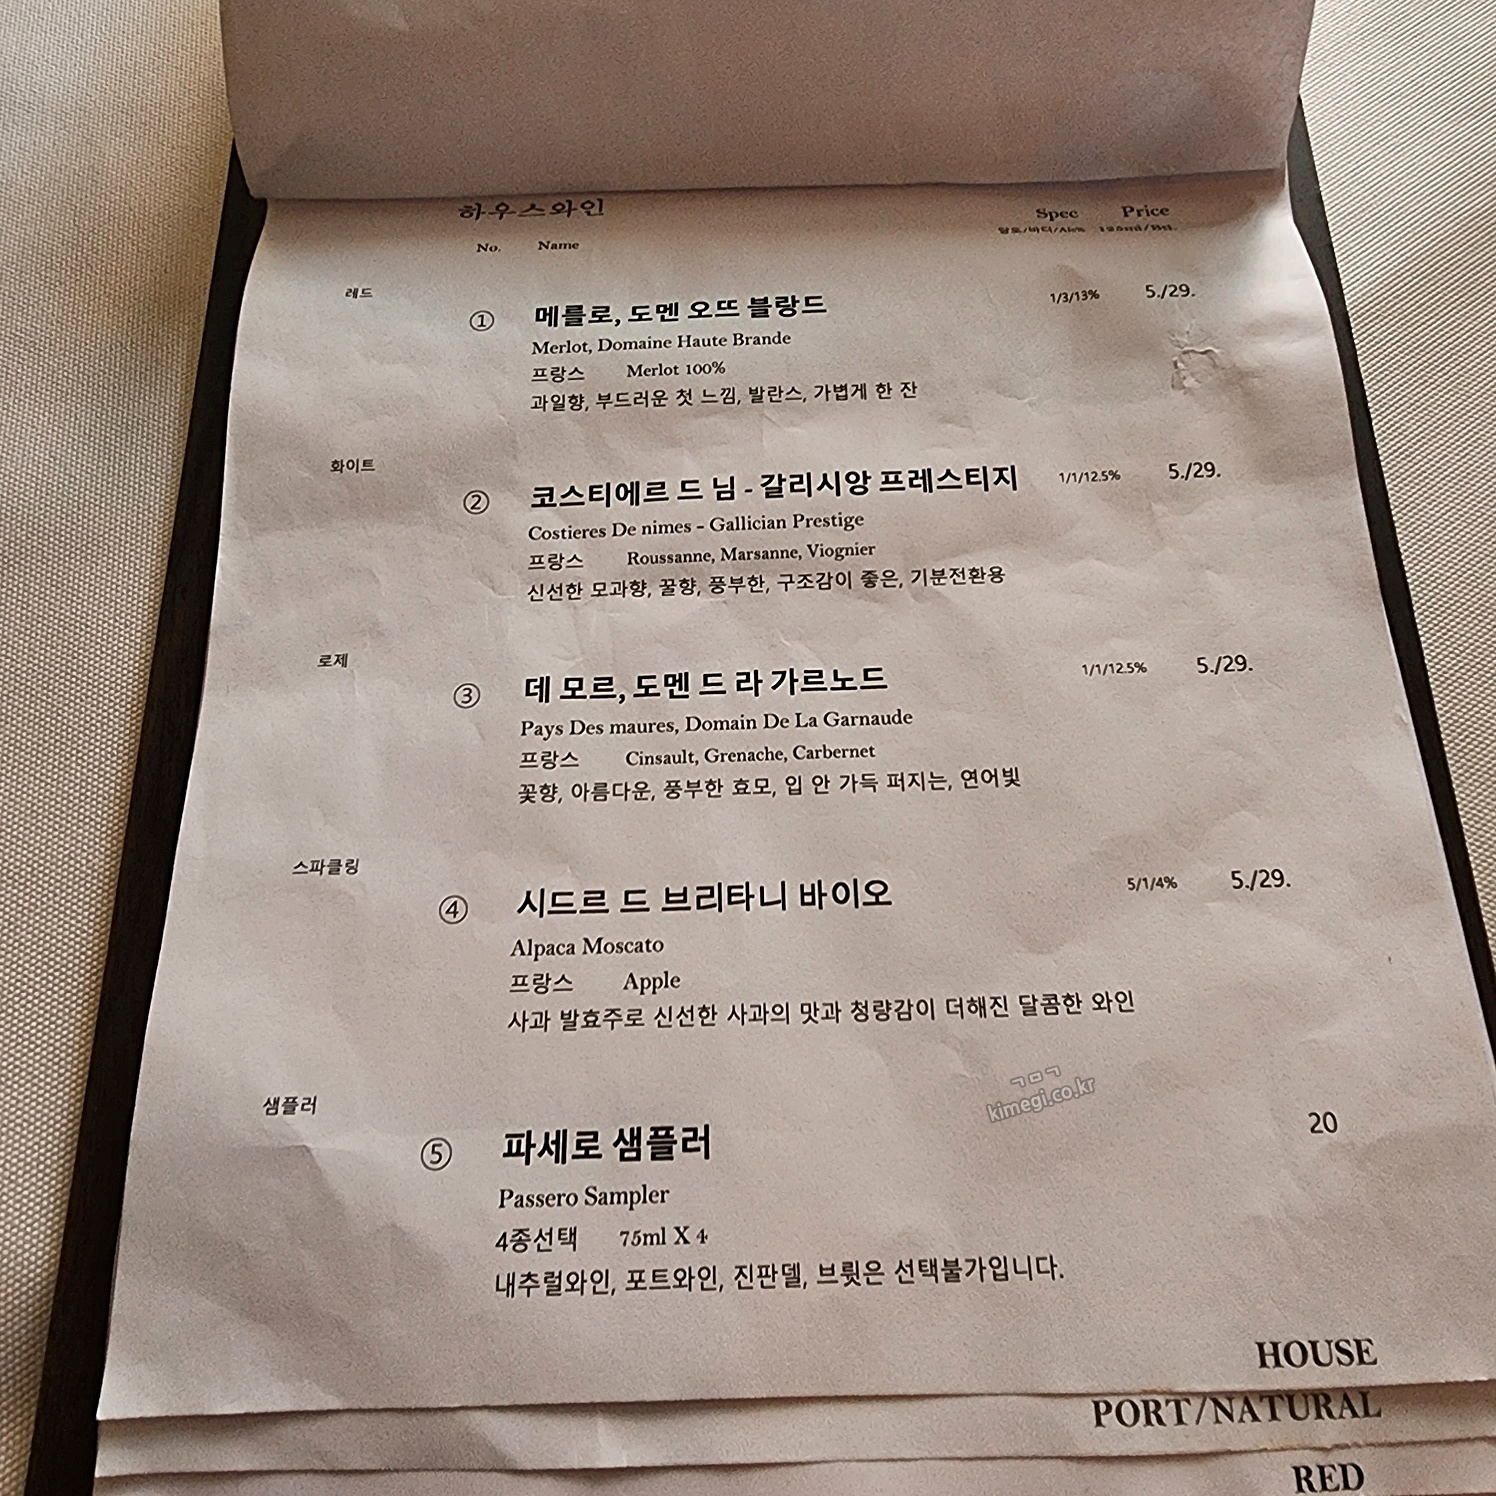 하우스와인
Spec Price
당도/바디/Alc% 125ml/Btl.
No. Name
레드
① 메를로, 도멘 오뜨 블랑드 1/3/13% 5./29.
Merlot, Domaine Haute Brande
프랑스 Merlot 100%
과일향, 부드러운 첫 느낌, 발란스, 가볍게 한 잔
화이트
② 코스티에르 드 님 - 갈리시앙 프레스티지 1/1/12.5% 5./29.
Costieres De nimes - Gallician Prestige
프랑스 Roussanne, Marsanne, Viognier
신선한 모과향, 꿀향, 풍부한, 구조감이 좋은, 기분전환용
로제
③ 데 모르, 도멘 드 라 가르노드 1/1/12.5% 5./29.
Pays Des maures, Domain De La Garnaude
프랑스 Cinsault, Grenache, Carbernet
꽃향, 아름다운, 풍부한 효모, 입 안 가득 퍼지는, 연어빛
스파클링
④ 시드르 드 브리타니 바이오 5/1/4% 5./29.
Alpaca Moscato
프랑스 Apple
사과 발효주로 신선한 사과의 맛과 청량감이 더해진 달콤한 와인
ㄱㅁㄱ
kimegi.co.kr
샘플러
⑤ 파세로 샘플러 20
Passero Sampler
4종선택 75ml X 4
내추럴와인, 포트와인, 진판델, 브륏은 선택불가입니다.
HOUSE
PORT/NATURAL
RED